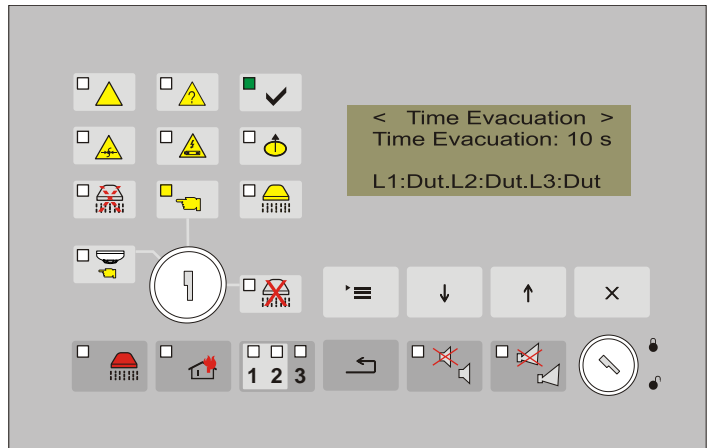 ?
< Time Evacuation >
Time Evacuation: 10 s
L1:Dut.L2:Dut.L3:Dut
1 2 3